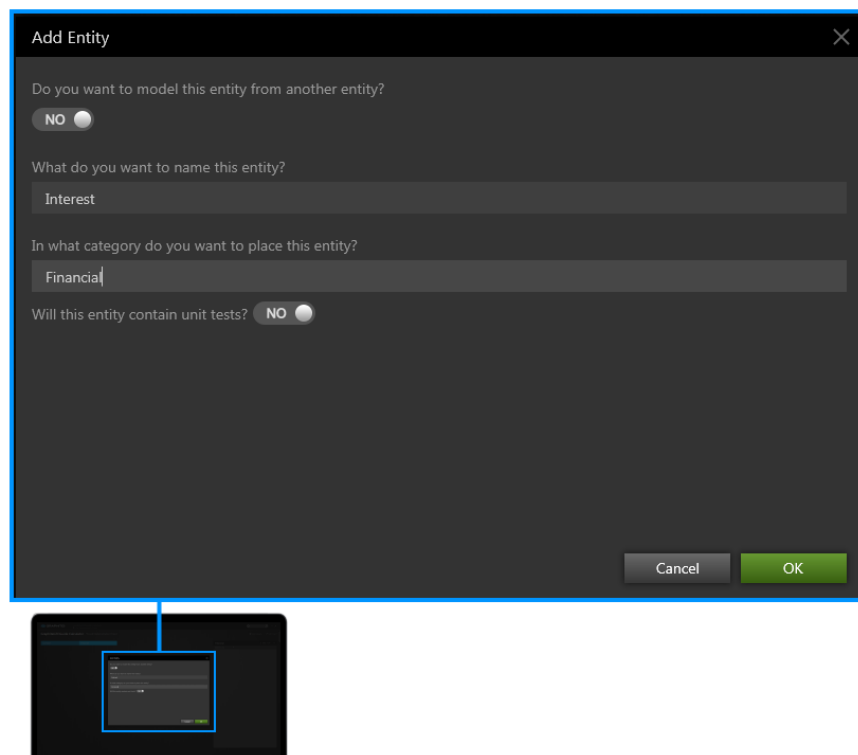 Add Entity
Do you want to model this entity from another entity?
NO
What do you want to name this entity?
Interest
In what category do you want to place this entity?
Financial
Will this entity contain unit tests? NO
Cancel OK